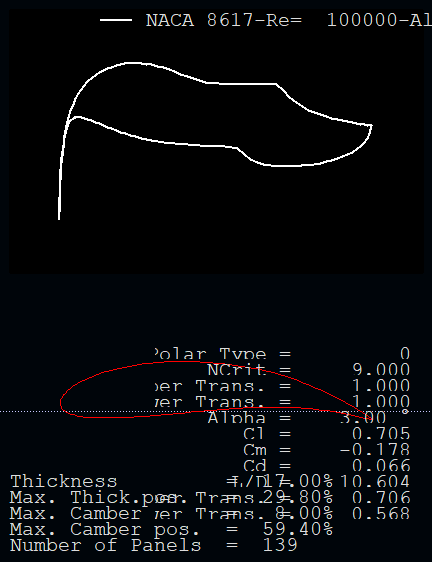 NACA 8617-Re= 100000-Al
Polar Type = 0
NCrit = 9.000
per Trans. = 1.000
wer Trans. = 1.000
Alpha = 3.00 °
Cl = 0.705
Cm = -0.178
Cd = 0.066
Thickness = 17.00%
L/D = 10.604
Max. Thick.pos. = 29.80%
per Trans. = 0.706
Max. Camber = 8.00%
wer Trans. = 0.568
Max. Camber pos. = 59.40%
Number of Panels = 139